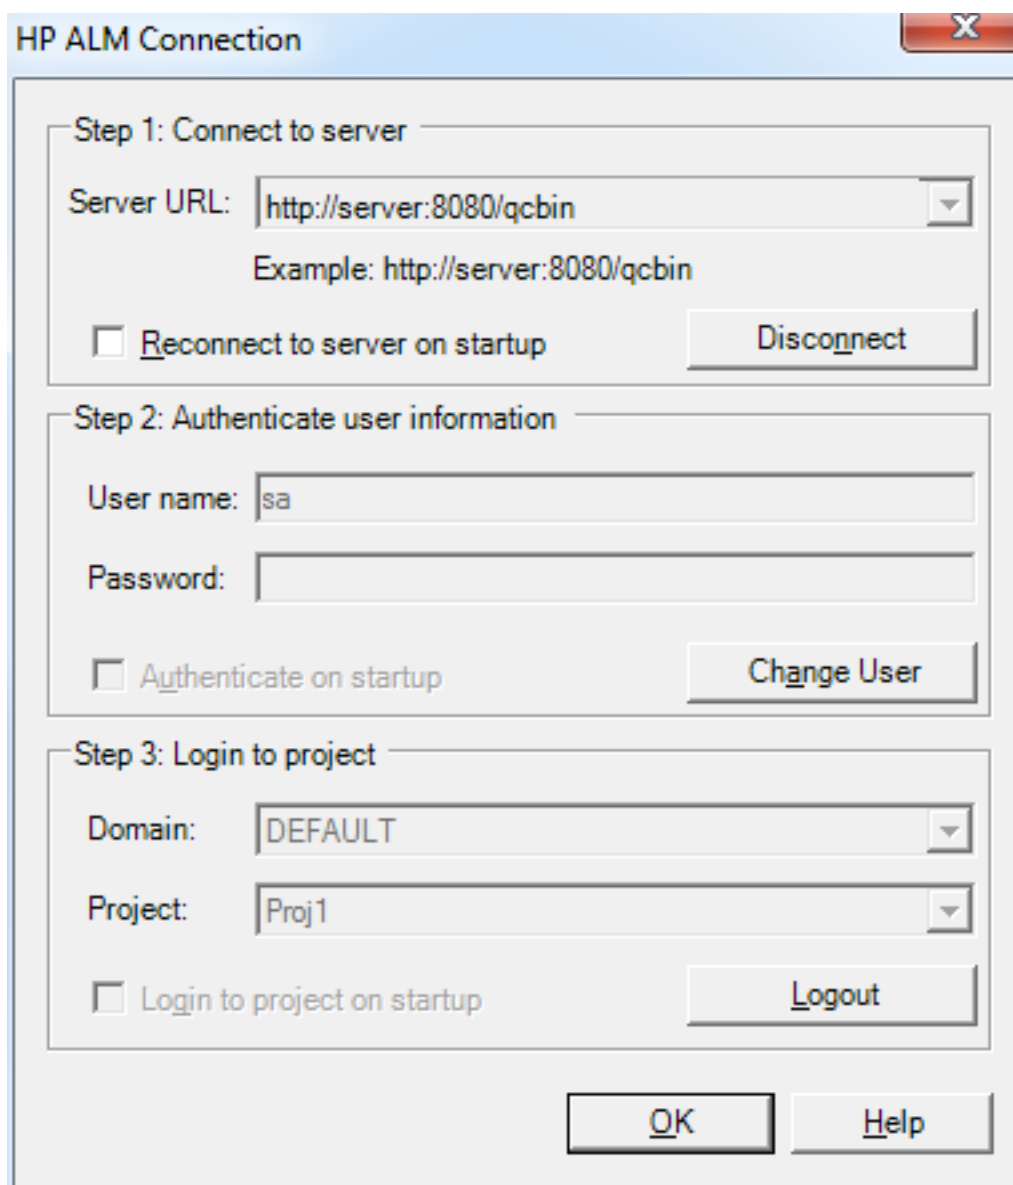 HP ALM Connection
Step 1: Connect to server
Server URL: http://server:8080/qcbin
Example: http://server:8080/qcbin
Reconnect to server on startup Disconnect
Step 2: Authenticate user information
User name: sa
Password:
Authenticate on startup Change User
Step 3: Login to project
Domain: DEFAULT
Project: Proj1
Login to project on startup Logout
OK Help